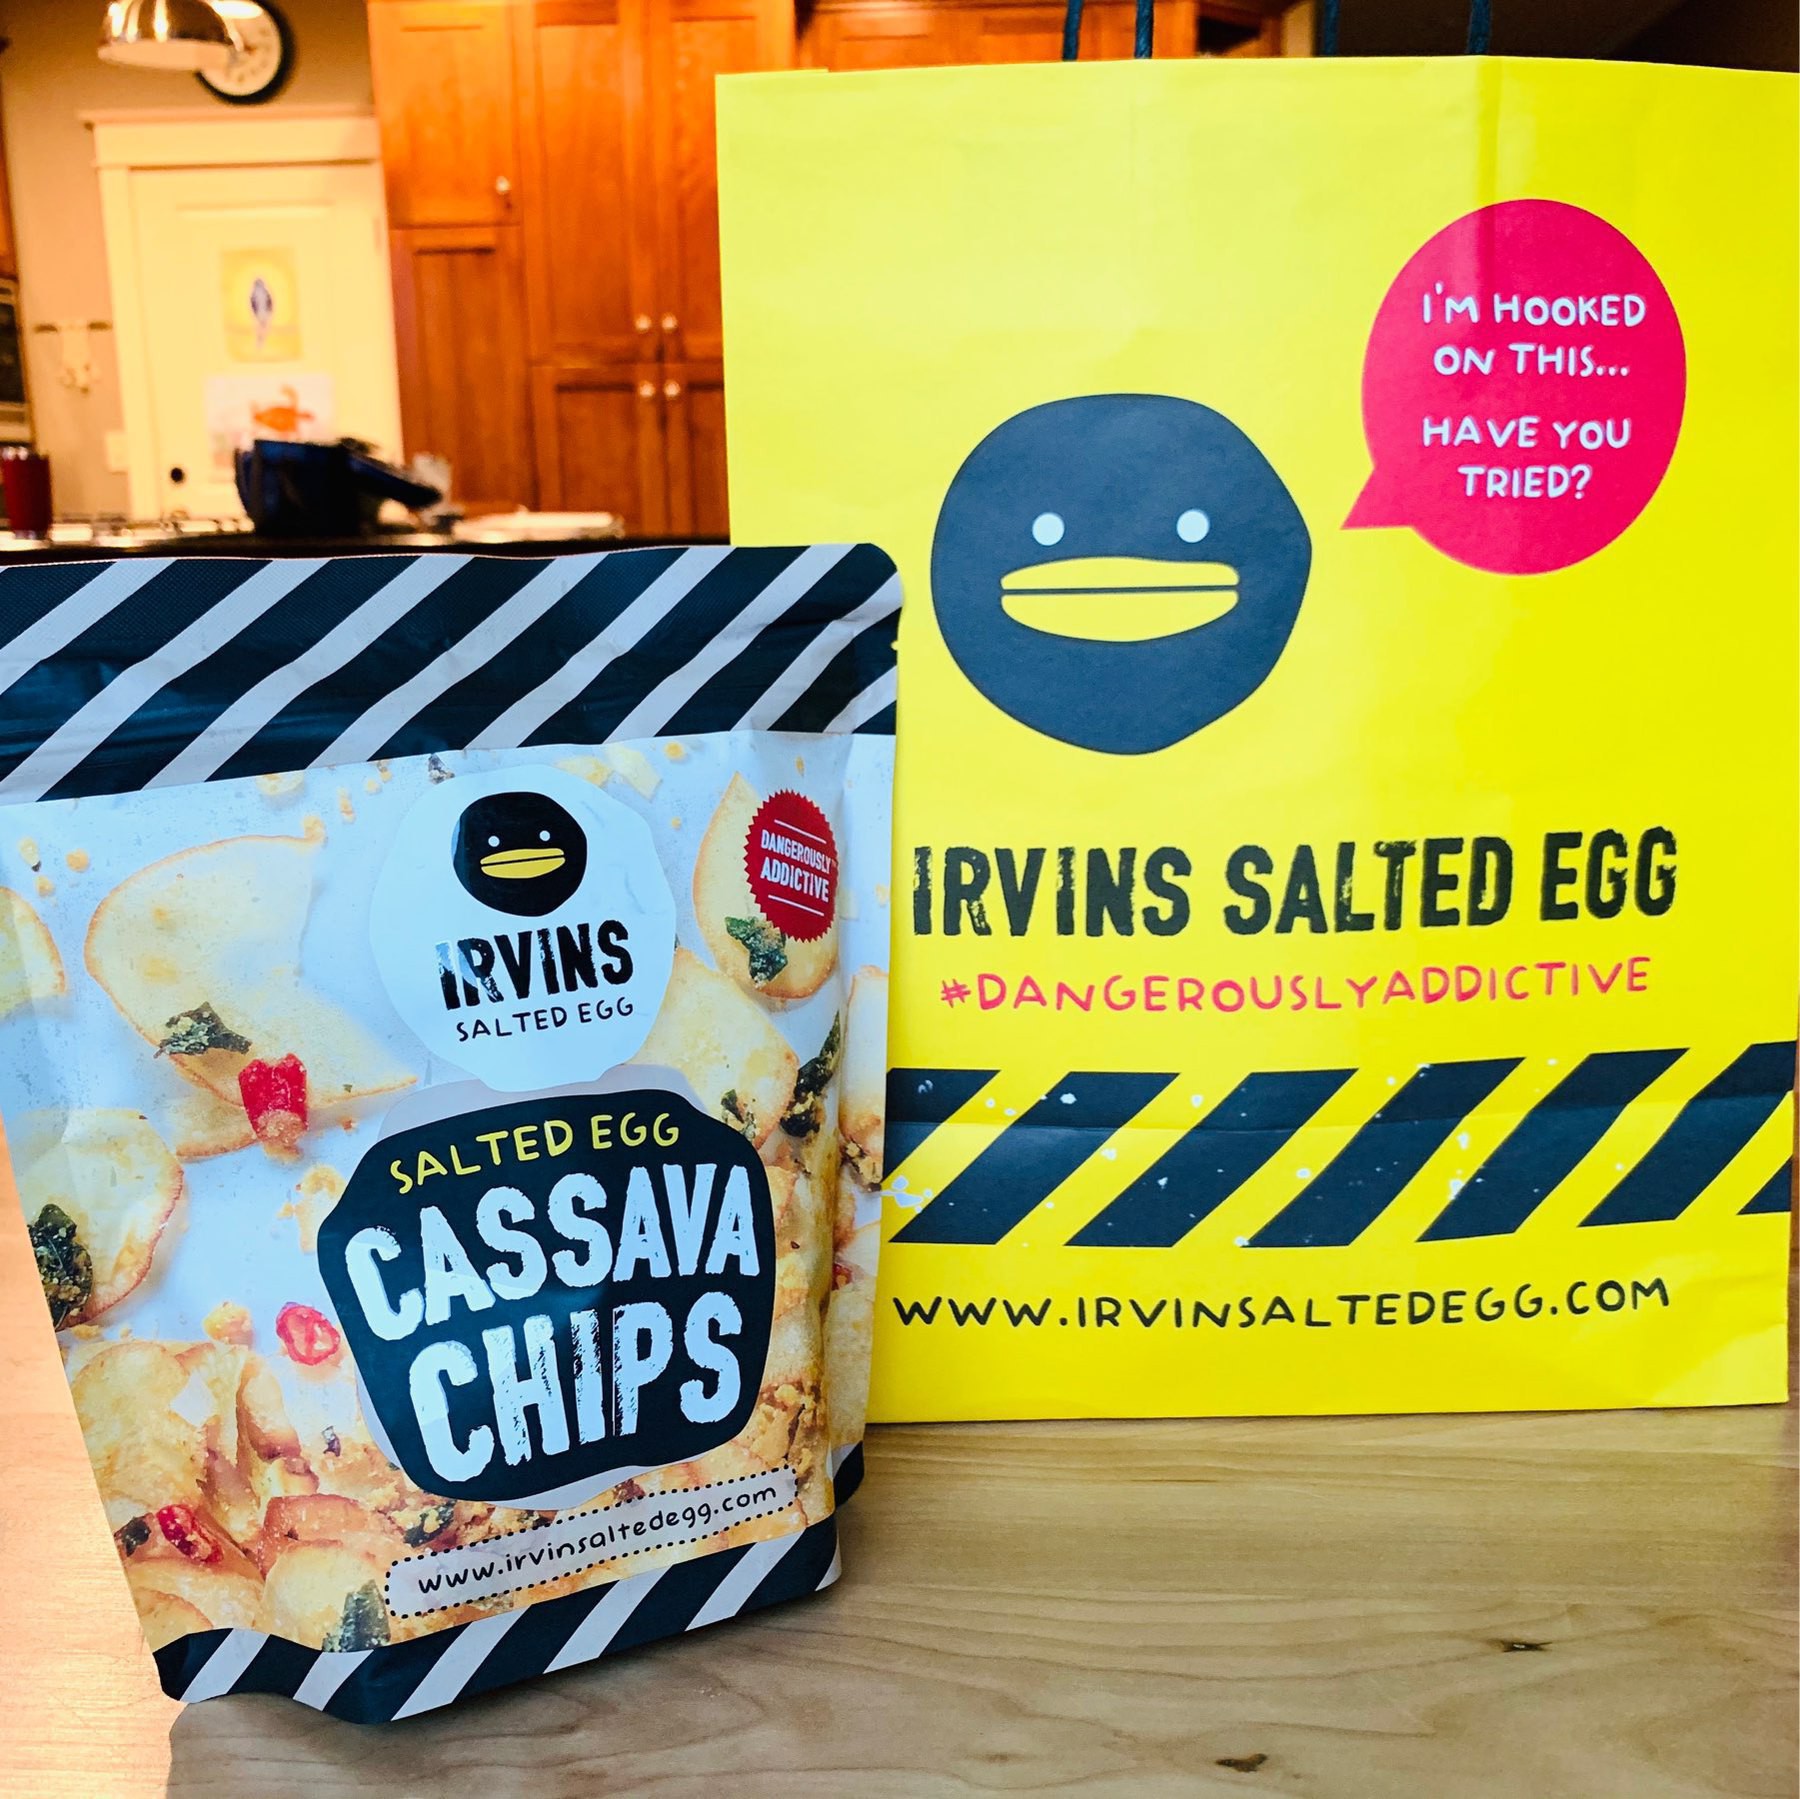 IRVINS
SALTED EGG
DANGEROUSLY
ADDICTIVE
SALTED EGG
CASSAVA
CHIPS
www.irvinsaltedegg.com
I'M HOOKED
ON THIS...
HAVE YOU
TRIED?
IRVINS SALTED EGG
#DANGEROUSLYADDICTIVE
WWW.IRVINSALTEDEGG.COM